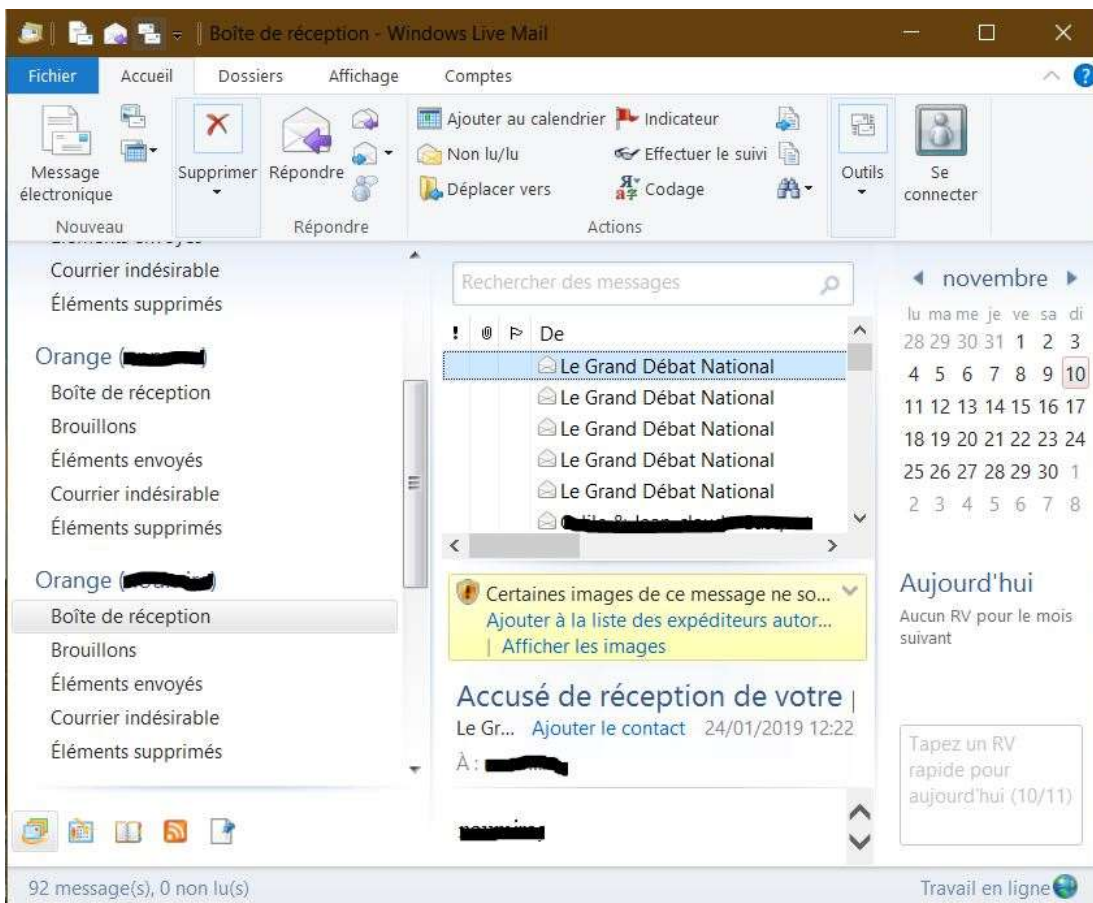 Boîte de réception - Windows Live Mail
Fichier Accueil Dossiers Affichage Comptes
Message électronique
Supprimer
Répondre
Ajouter au calendrier
Indicateur
Non lu/lu
Effectuer le suivi
Déplacer vers
Codage
Outils
Se connecter
Nouveau
Répondre
Actions
Courrier indésirable
Éléments supprimés
Orange (
Boîte de réception
Brouillons
Éléments envoyés
Courrier indésirable
Éléments supprimés
Orange (
Boîte de réception
Brouillons
Éléments envoyés
Courrier indésirable
Éléments supprimés
92 message(s), 0 non lu(s)
Rechercher des messages
! De
Le Grand Débat National
Le Grand Débat National
Le Grand Débat National
Le Grand Débat National
Le Grand Débat National
Certaines images de ce message ne so...
Ajouter à la liste des expéditeurs autor...
| Afficher les images
Accusé de réception de votre
Le Gr... Ajouter le contact 24/01/2019 12:22
À :
novembre
lu ma me je ve sa di
28 29 30 31 1 2 3
4 5 6 7 8 9 10
11 12 13 14 15 16 17
18 19 20 21 22 23 24
25 26 27 28 29 30 1
2 3 4 5 6 7 8
Aujourd'hui
Aucun RV pour le mois
suivant
Tapez un RV
rapide pour
aujourd'hui (10/11)
Travail en ligne